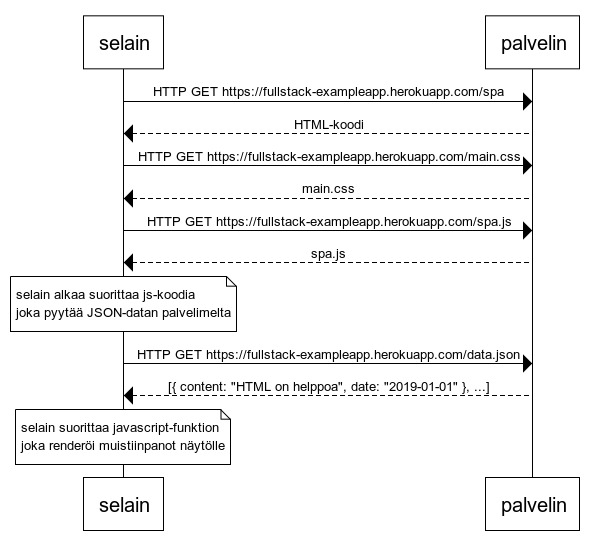 selain
palvelin
HTTP GET https://fullstack-exampleapp.herokuapp.com/spa
HTML-koodi
HTTP GET https://fullstack-exampleapp.herokuapp.com/main.css
main.css
HTTP GET https://fullstack-exampleapp.herokuapp.com/spa.js
spa.js
selain alkaa suorittaa js-koodia
joka pyytää JSON-datan palvelimelta
HTTP GET https://fullstack-exampleapp.herokuapp.com/data.json
[{ content: "HTML on helppoa", date: "2019-01-01" }, ...]
selain suorittaa javascript-funktion
joka renderöi muistiinpanot näytölle
selain
palvelin